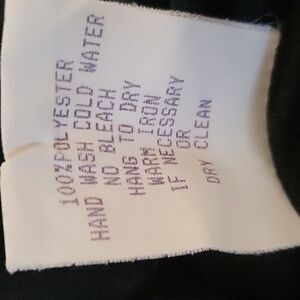 100%POLYESTER
HAND WASH COLD WATER
NO BLEACH
HANG TO DRY
WARM IRON
IF NECESSARY
OR
DRY CLEAN